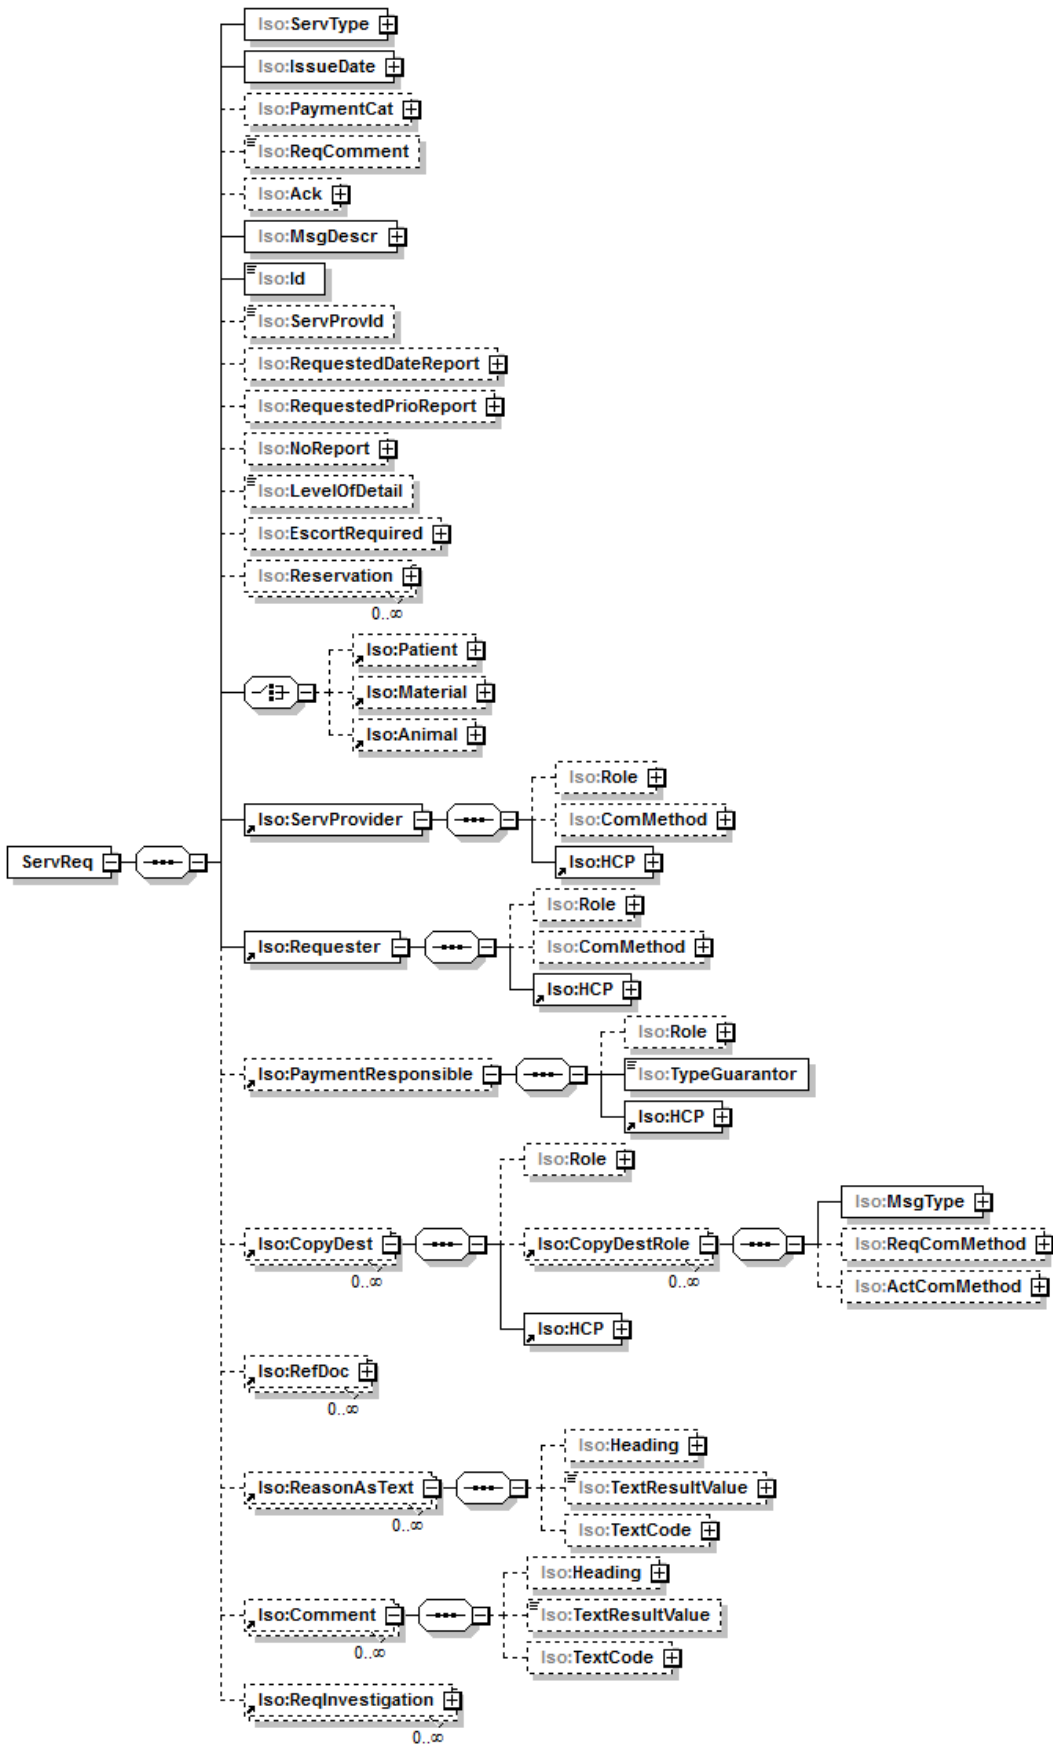 Iso:ServType
Iso:IssueDate
Iso:PaymentCat
Iso:ReqComment
Iso:Ack
Iso:MsgDescr
Iso:Id
Iso:ServProvId
Iso:RequestedDateReport
Iso:RequestedPrioReport
Iso:NoReport
Iso:LevelOfDetail
Iso:EscortRequired
Iso:Reservation
0..∞
Iso:Patient
Iso:Material
Iso:Animal
ServReq
Iso:ServProvider
Iso:Role
Iso:ComMethod
Iso:HCP
Iso:Requester
Iso:Role
Iso:ComMethod
Iso:HCP
Iso:PaymentResponsible
Iso:Role
Iso:TypeGuarantor
Iso:HCP
Iso:CopyDest
0..∞
Iso:Role
Iso:CopyDestRole
0..∞
Iso:MsgType
Iso:ReqComMethod
Iso:ActComMethod
Iso:HCP
Iso:RefDoc
0..∞
Iso:ReasonAsText
0..∞
Iso:Heading
Iso:TextResultValue
Iso:TextCode
Iso:Comment
0..∞
Iso:Heading
Iso:TextResultValue
Iso:TextCode
Iso:ReqInvestigation
0..∞